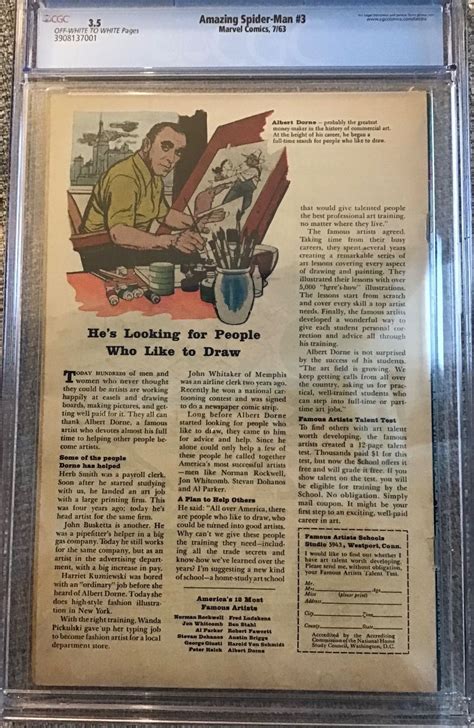 CGC
3.5
OFF-WHITE TO WHITE Pages
3908137001
Amazing Spider-Man #3
Marvel Comics, 7/63
Albert Dorne – probably the greatest
money-maker in the history of commercial art.
At the height of his career, he began a
full-time search for people who like to draw.
He's Looking for People
Who Like to Draw
TODAY HUNDREDS OF MEN and
women who never thought
they could be artists are working
happily at easels and drawing
boards, making pictures, and get-
ting well paid for it. They all can
thank Albert Dorne, a famous
artist who devotes almost his full
time to helping other people be-
come artists.
Some of the people
Dorne has helped
Herb Smith was a payroll clerk.
Soon after he started studying
with us, he landed an art job
with a large printing firm. This
was four years ago: today he's
head artist for the same firm.
John Busketta is another. He
was a pipefitter's helper in a big
gas company. Today he still works
for the same company, but as an
artist in the advertising depart-
ment, with a big increase in pay.
Harriet Kuzniewski was bored
with an "ordinary" job before she
heard of Albert Dorne. Today she
does high-style fashion illustration
in New York.
With the right training, Wanda
Pickulski gave up her typing job
to become fashion artist for a local
department store.
John Whitaker of Memphis
was an airline clerk two years ago.
Recently he won a national car-
tooning contest and was signed
to do a newspaper comic strip.
Long before Albert Dorne
started looking for people who
like to draw, they came to him
for advice and help. Since he
alone could only help a few of
these people he called together
America's most successful artists
—men like Norman Rockwell,
Jon Whitcomb, Stevan Dohanos
and Al Parker.
A Plan to Help Others
He said: "All over America, there
are people who like to draw, who
could be turned into good artists.
Why can't we give these people
the training they need—includ-
ing all the trade secrets and
know-how we've learned over the
years? I'm suggesting a new kind
of school—a home-study art school
America's 12 Most
Famous Artists
Norman Rockwell Fred Ludekens
Jon Whitcomb Ben Stahl
Al Parker Robert Fawcett
Stevan Dohanos Austin Briggs
George Giusti Harold Von Schmidt
Peter Helck Albert Dorne
that would give talented people
the best professional art training,
no matter where they live."
The famous artists agreed.
Taking time from their busy
careers, they spent several years
creating a remarkable series of
art lessons covering every aspect
of drawing and painting. They
illustrated their lessons with over
5,000 "here's-how" illustrations.
The lessons start from scratch
and cover every skill a top artist
needs. Finally, the famous artists
developed a wonderful way to
give each student personal cor-
rection and advice all through
his training.
Albert Dorne is not surprised
by the success of his students.
"The art field is growing. We
keep getting calls from all over
the country, asking us for prac-
tical, well-trained students who
can step into full-time or part-
time art jobs."
Famous Artists Talent Test
To find others with art talent
worth developing, the famous
artists created a 12-page talent
test. Thousands paid $1 for this
test, but now the School offers it
free and will grade it free. If you
show talent on the test, you will
be eligible for training by the
School. No obligation. Simply
mail coupon. It might be your
first step to an exciting, well-paid
art career.
Famous Artists Schools
Westport, Conn.
I would like to find out whether I
have art talent worth developing.
Please send me, without obligation,
your Famous Artists Talent Test.
Mr.
Mrs. Age
Miss (please print)
Address
City Zone
County State
Accredited by the Accrediting
Commission of the National Home
Study Council, Washington, D.C.